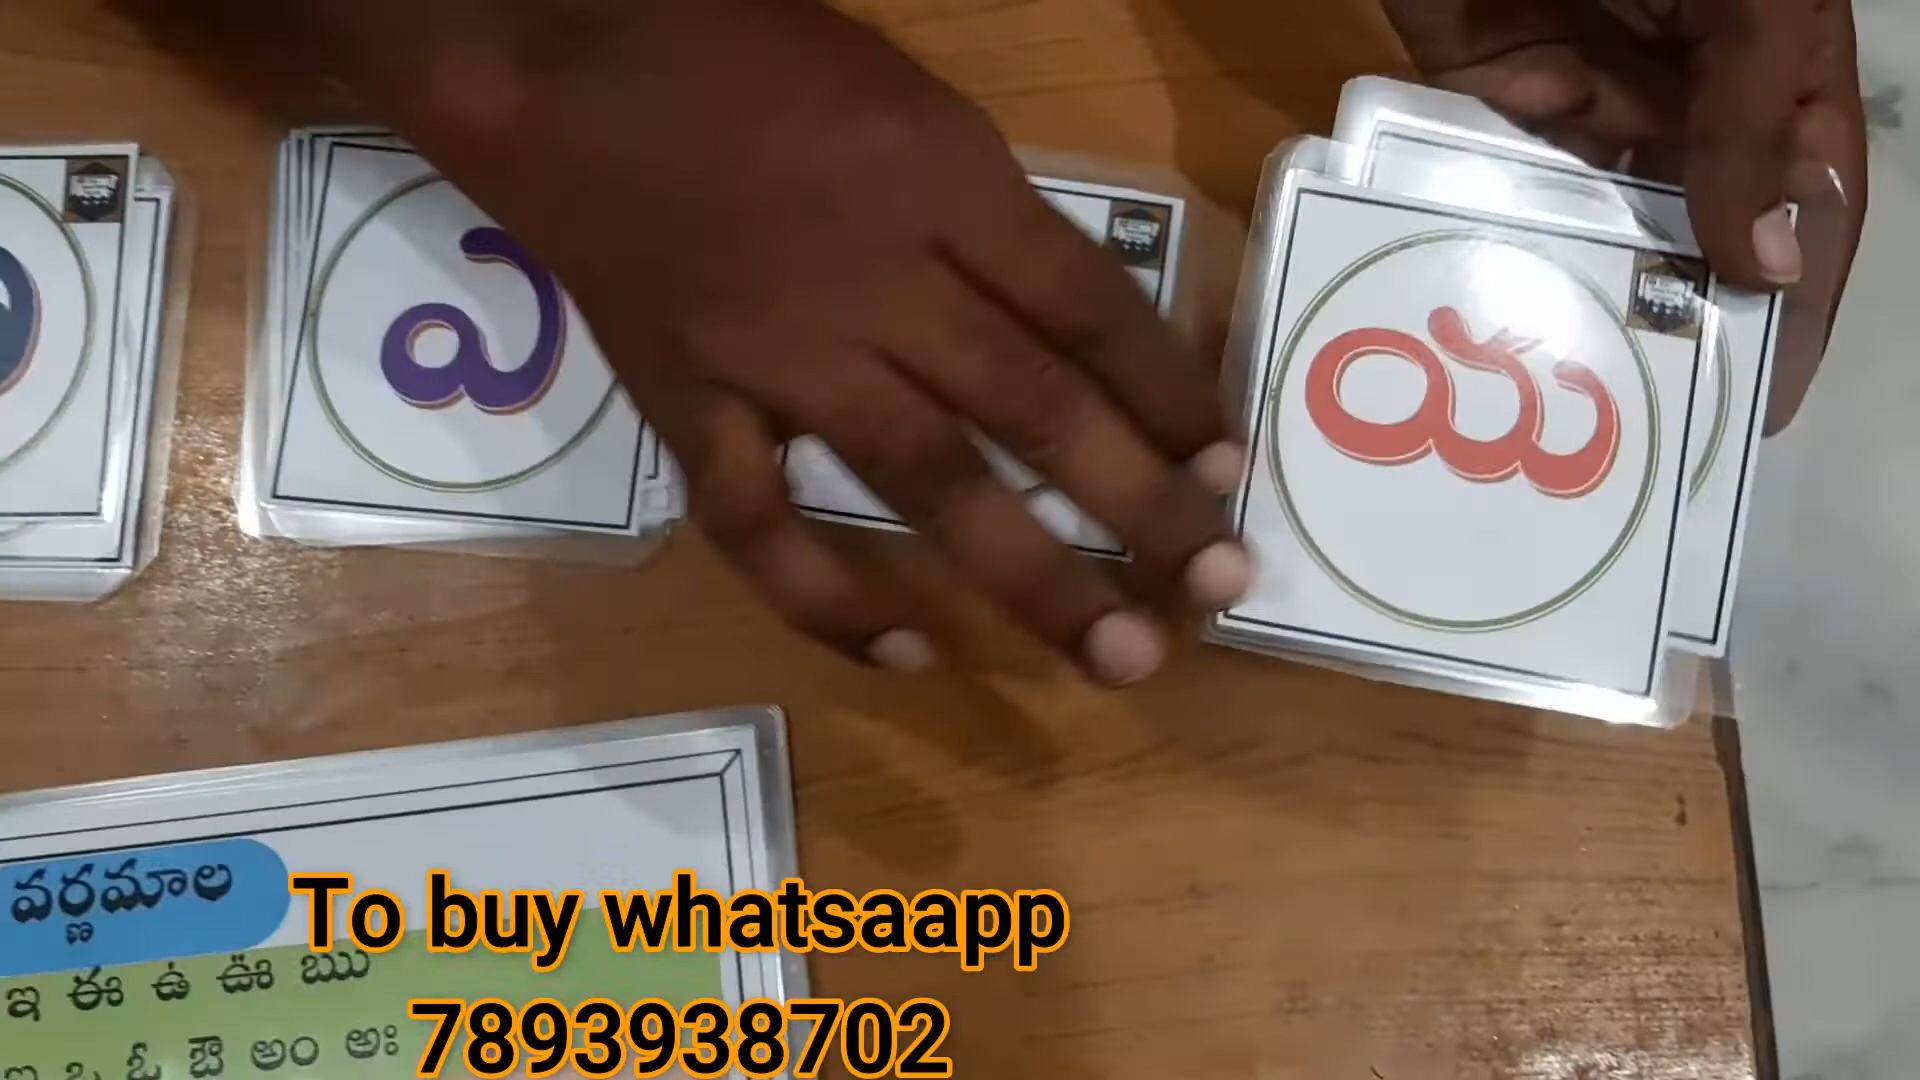 ఎ
య
వర్ణమాల
ఇ ఈ ఉ ఊ ఋ
ఓ ఔ అం అః
To buy whatsaapp
7893938702